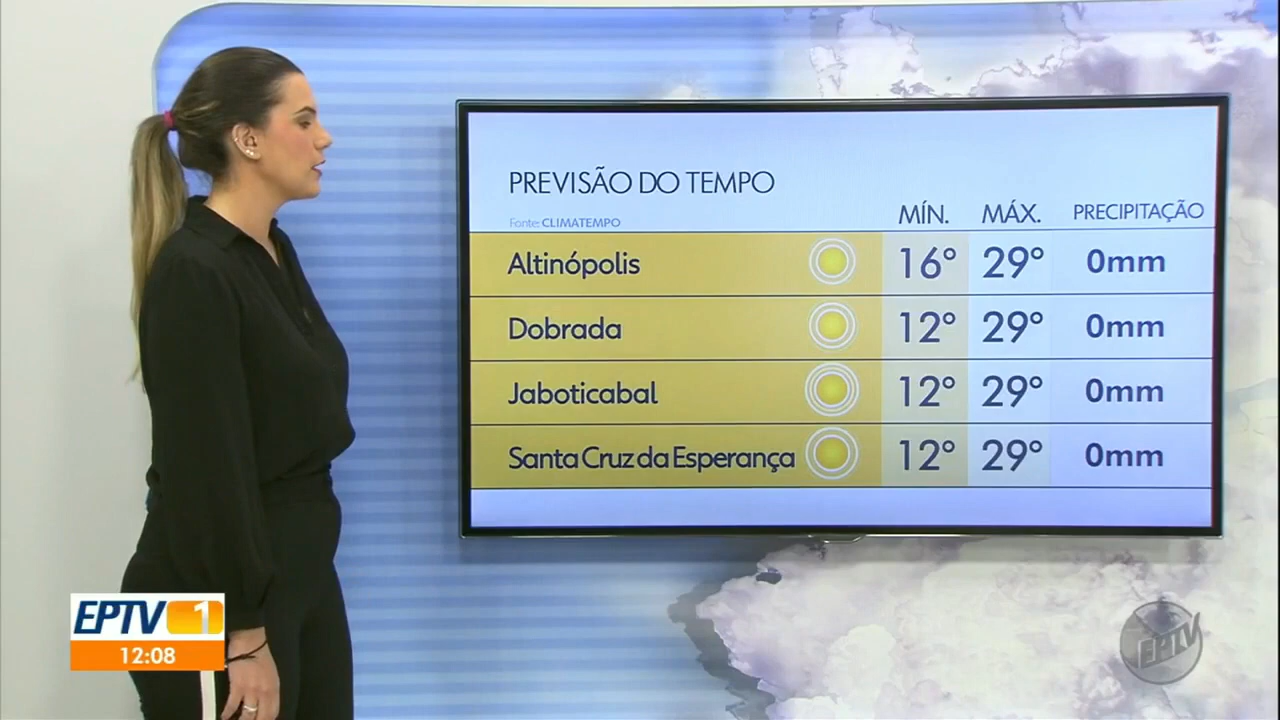 PREVISÃO DO TEMPO
Fonte: CLIMATEMPO
MÍN. MÁX. PRECIPITAÇÃO
Altinópolis 16° 29° 0mm
Dobrada 12° 29° 0mm
Jaboticabal 12° 29° 0mm
Santa Cruz da Esperança 12° 29° 0mm
EPTV 1
12:08
EPTV